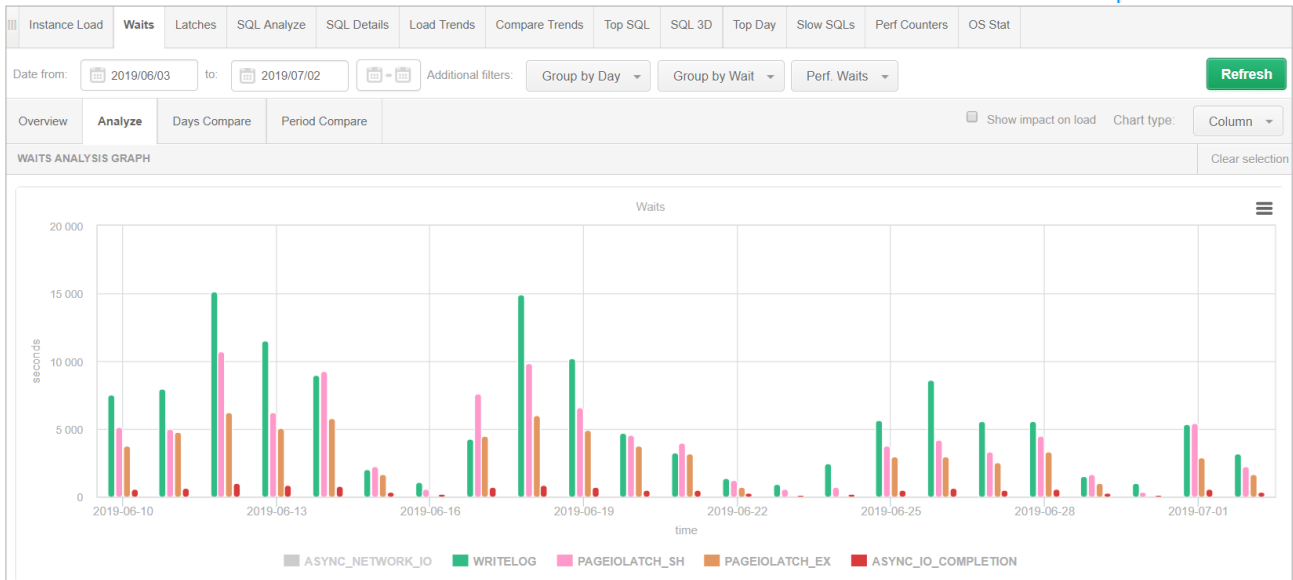 Instance Load Waits Latches SQL Analyze SQL Details Load Trends Compare Trends Top SQL SQL 3D Top Day Slow SQLs Perf Counters OS Stat
Date from: 2019/06/03 to: 2019/07/02 Additional filters: Group by Day Group by Wait Perf. Waits Refresh
Overview Analyze Days Compare Period Compare Show impact on load Chart type: Column
WAITS ANALYSIS GRAPH Clear selection
Waits
20 000
15 000
10 000
5 000
0
seconds
2019-06-10 2019-06-13 2019-06-16 2019-06-19 2019-06-22 2019-06-25 2019-06-28 2019-07-01
time
ASYNC_NETWORK_IO WRITELOG PAGEIOLATCH_SH PAGEIOLATCH_EX ASYNC_IO_COMPLETION